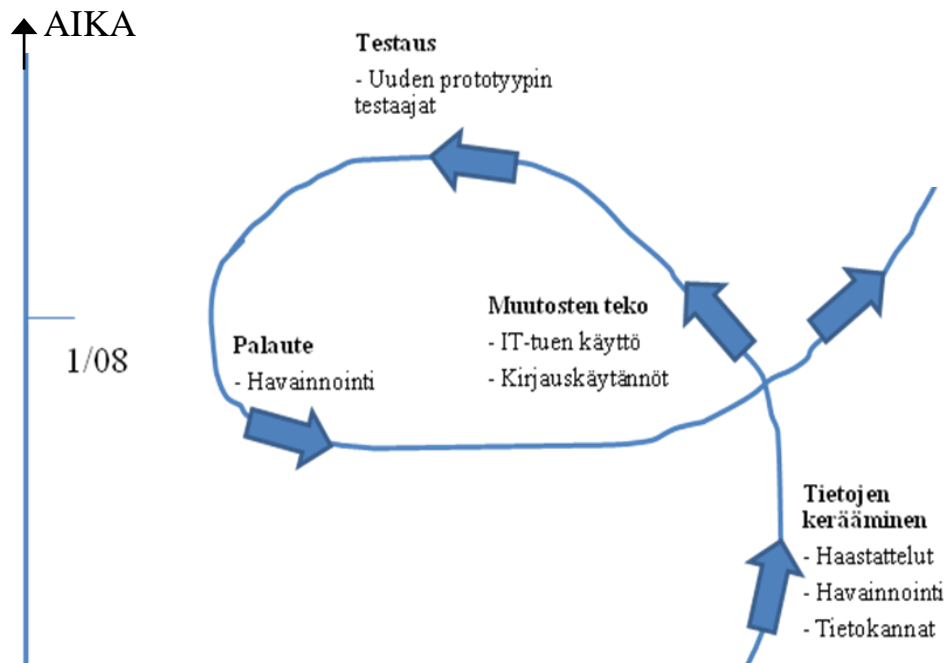 AIKA
Testaus
- Uuden prototyypin
testaajat
Muutosten teko
- IT-tuen käyttö
- Kirjauskäytännöt
Palaute
- Havainnointi
1/08
Tietojen
kerääminen
- Haastattelut
- Havainnointi
- Tietokannat